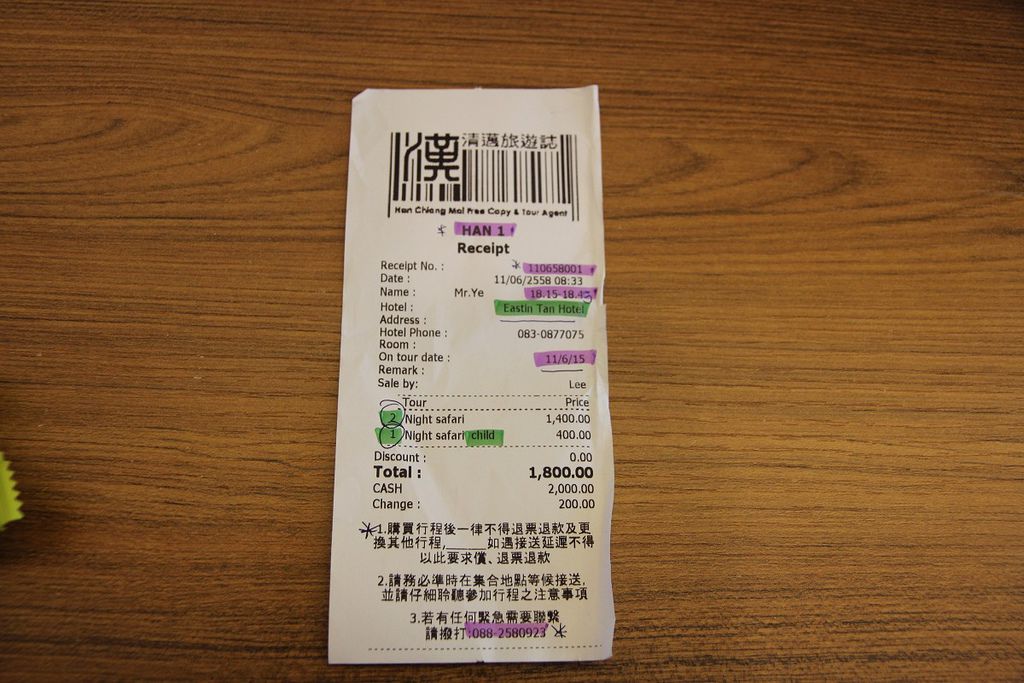 漢 清邁旅遊誌
Han Chiang Mai Free Copy & Tour Agent
HAN 1
Receipt
Receipt No. : 110658001
Date : 11/06/2558 08:33
Name : Mr.Ye 18.15-18.45
Hotel : Eastin Tan Hotel
Address :
Hotel Phone : 083-0877075
Room :
On tour date : 11/6/15
Remark :
Sale by: Lee
Tour Price
2 Night safari 1,400.00
1 Night safari child 400.00
Discount : 0.00
Total : 1,800.00
CASH 2,000.00
Change : 200.00
1.購買行程後一律不得退票退款及更
換其他行程,____如遇接送延遲不得
以此要求償、退票退款
2.請務必準時在集合地點等候接送,
並請仔細聆聽參加行程之注意事項
3.若有任何緊急需要聯繫
請撥打:088-2580923